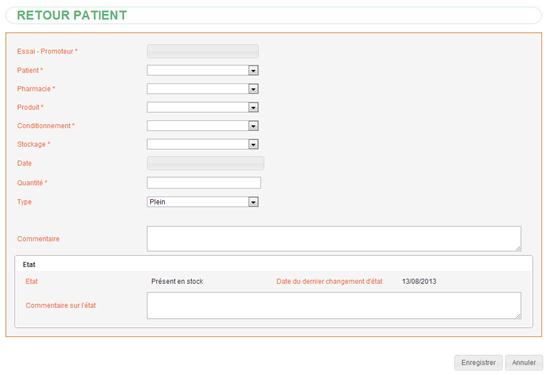 RETOUR PATIENT
Essai - Promoteur *
Patient *
Pharmacie *
Produit *
Conditionnement *
Stockage *
Date
Quantité *
Type Plein
Commentaire
Etat
Etat Présent en stock Date du dernier changement d'état 13/08/2013
Commentaire sur l'état
Enregistrer Annuler